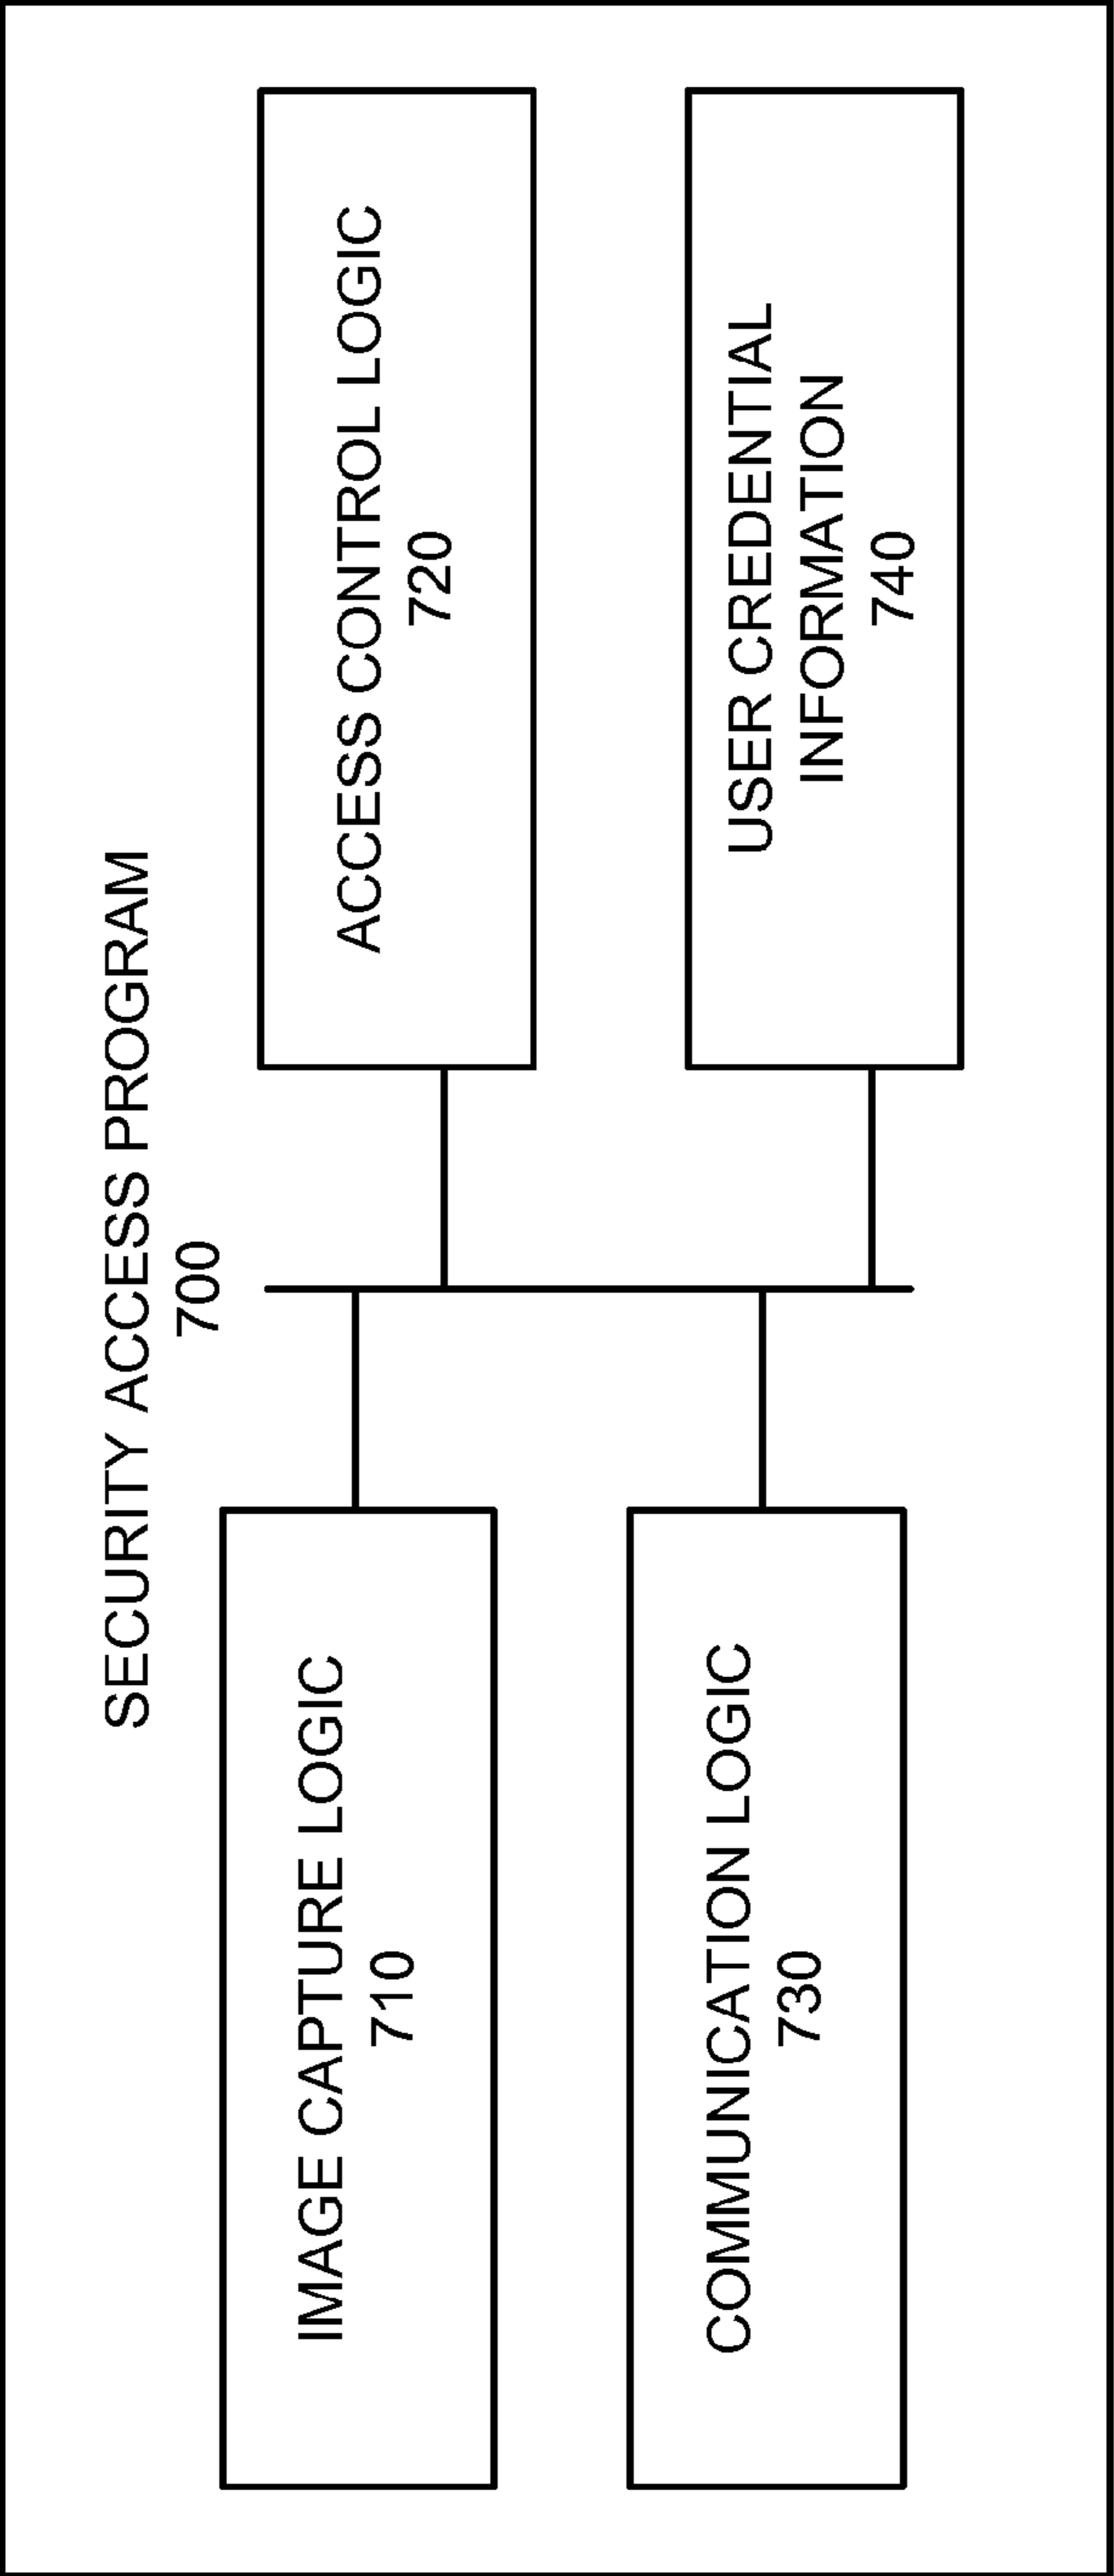 SECURITY ACCESS PROGRAM
700
IMAGE CAPTURE LOGIC
710
ACCESS CONTROL LOGIC
720
COMMUNICATION LOGIC
730
USER CREDENTIAL
INFORMATION
740